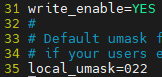 31 write_enable=YES
32 #
33 # Default umask f
34 # if your users e
35 local_umask=022